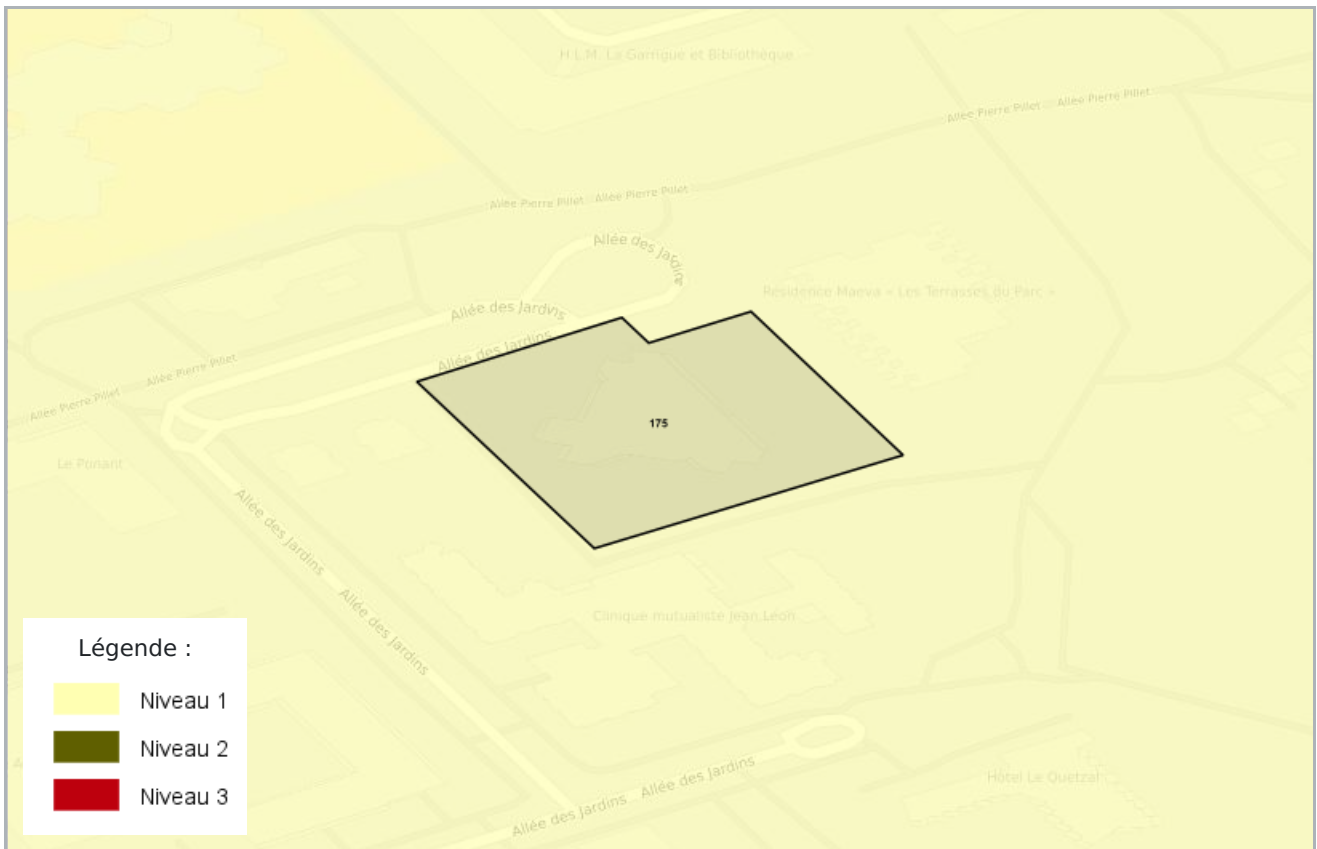 H.L.M. La Garrigue et Bibliothèque
Allée Pierre Pillet Allée Pierre Pillet
Allée Pierre Pillet Allée Pierre Pillet
Allée des Jardins
Résidence Maeva « Les Terrasses du Parc »
Allée des Jardins
Allée des Jardins
Allée Pierre Pillet Allée Pierre Pillet
175
Le Ponant
Allée des Jardins
Allée des Jardins
Clinique mutualiste Jean Léon
Légende :
Niveau 1
Niveau 2
Niveau 3
Hôtel Le Quetzal
Allée des Jardins Allée des Jardins